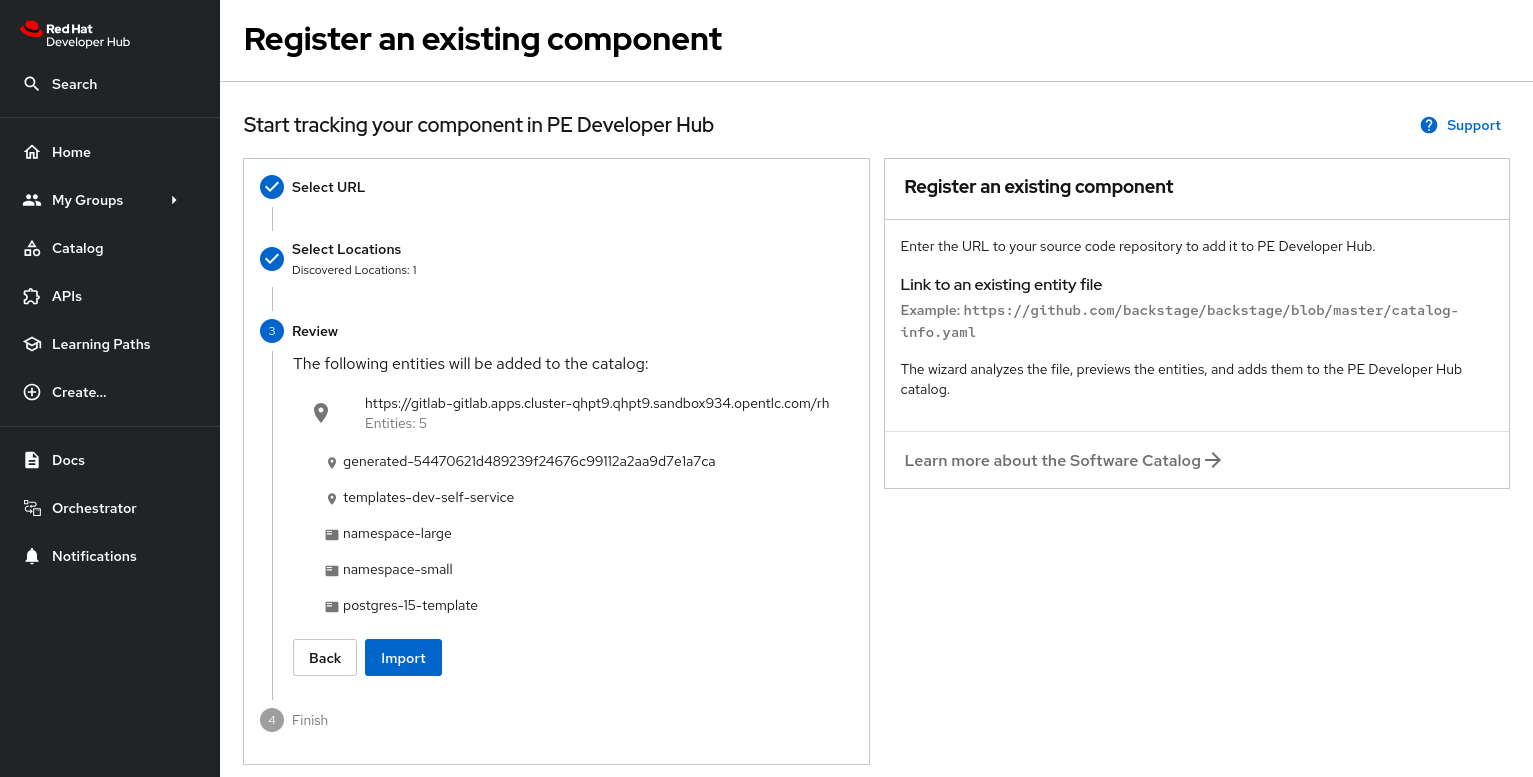 Red Hat
Developer Hub
Search
Home
My Groups
Catalog
APIs
Learning Paths
Create...
Docs
Orchestrator
Notifications
Register an existing component
Start tracking your component in PE Developer Hub
Support
Select URL
Select Locations
Discovered Locations: 1
3 Review
The following entities will be added to the catalog:
https://gitlab-gitlab.apps.cluster-qhpt9.qhpt9.sandbox934.opentlc.com/rh
Entities: 5
generated-54470621d489239f24676c99112a2aa9d7e1a7ca
templates-dev-self-service
namespace-large
namespace-small
postgres-15-template
Back
Import
4 Finish
Register an existing component
Enter the URL to your source code repository to add it to PE Developer Hub.
Link to an existing entity file
Example: https://github.com/backstage/backstage/blob/master/catalog-
info.yaml
The wizard analyzes the file, previews the entities, and adds them to the PE Developer Hub
catalog.
Learn more about the Software Catalog